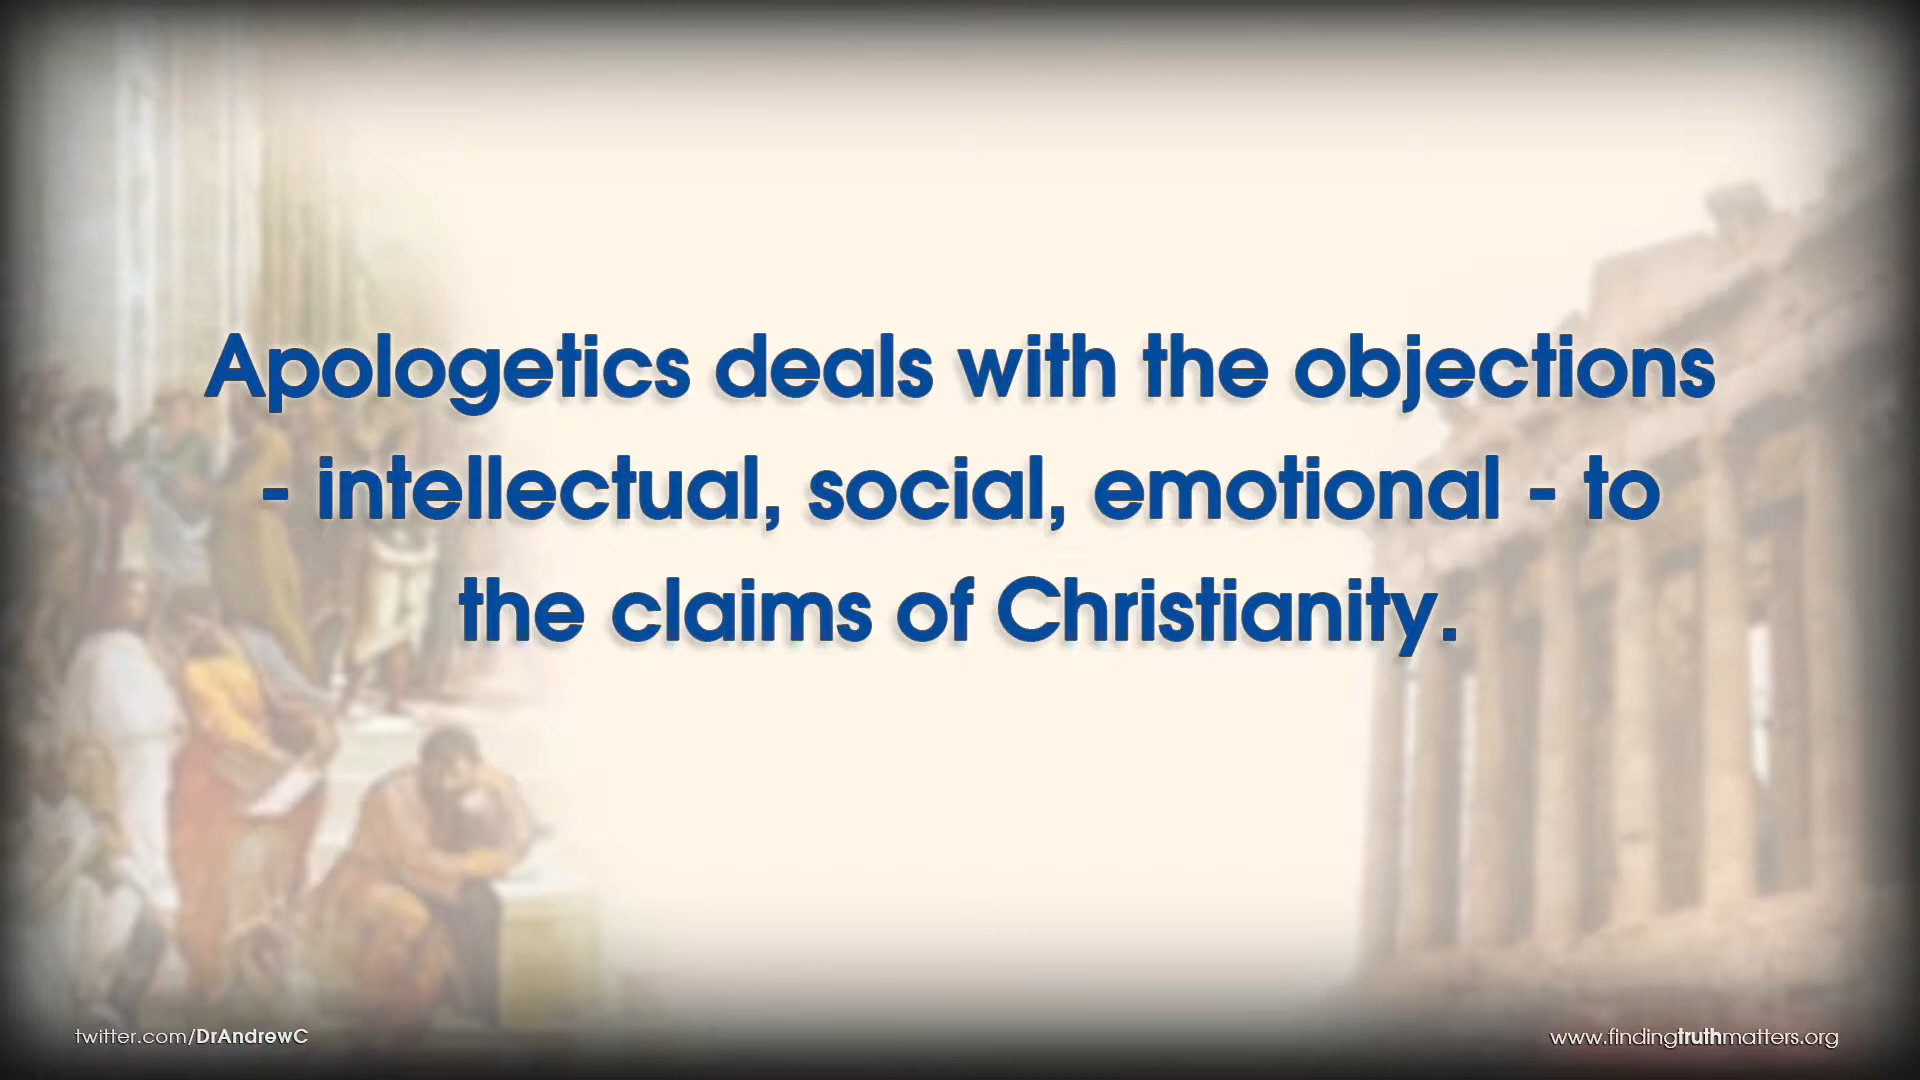 Apologetics deals with the objections
- intellectual, social, emotional - to
the claims of Christianity.
twitter.com/DrAndrewC
www.findingtruthmatters.org